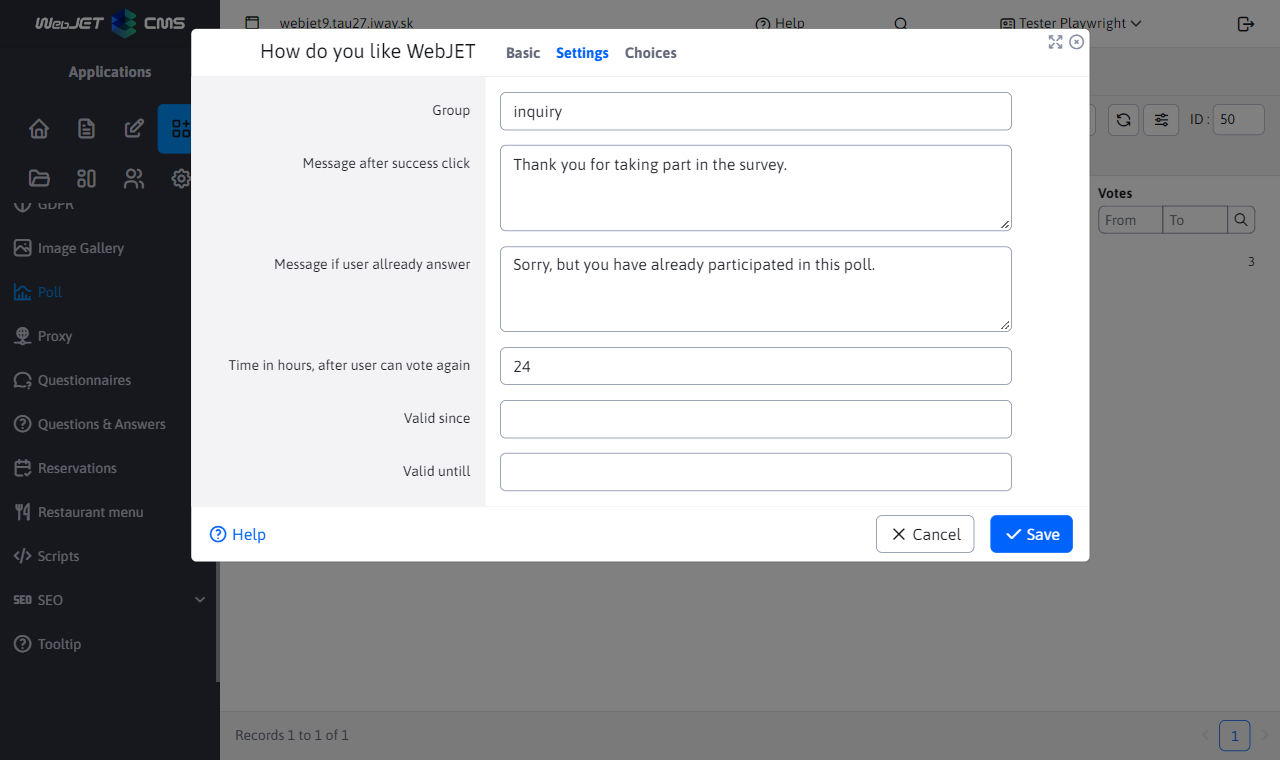 WebJET CMS
webjet9.tau27.iway.sk
Help
Tester Playwright
Applications
ID : 50
GDPR
Image Gallery
Poll
Proxy
Questionnaires
Questions & Answers
Reservations
Restaurant menu
Scripts
SEO SEO
Tooltip
How do you like WebJET
Basic
Settings
Choices
Group
inquiry
Message after success click
Thank you for taking part in the survey.
Message if user allready answer
Sorry, but you have already participated in this poll.
Time in hours, after user can vote again
24
Valid since
Valid untill
Help
Cancel
Save
Votes
From
To
3
Records 1 to 1 of 1
1